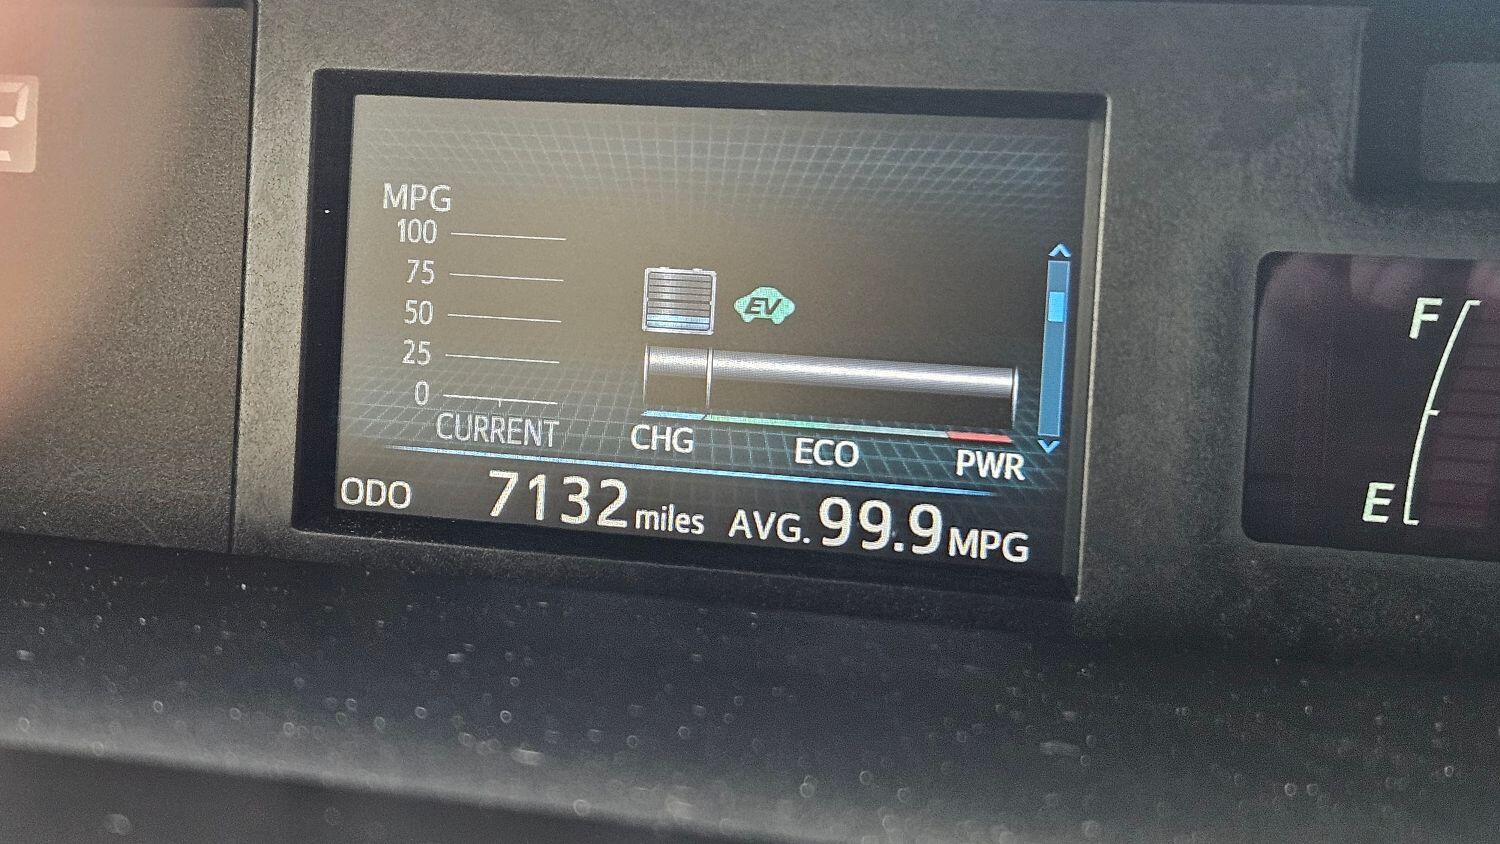 MPG
100
75
50
25
0
CURRENT
EV
CHG ECO PWR
ODO 7132 miles AVG. 99.9 MPG
F
E